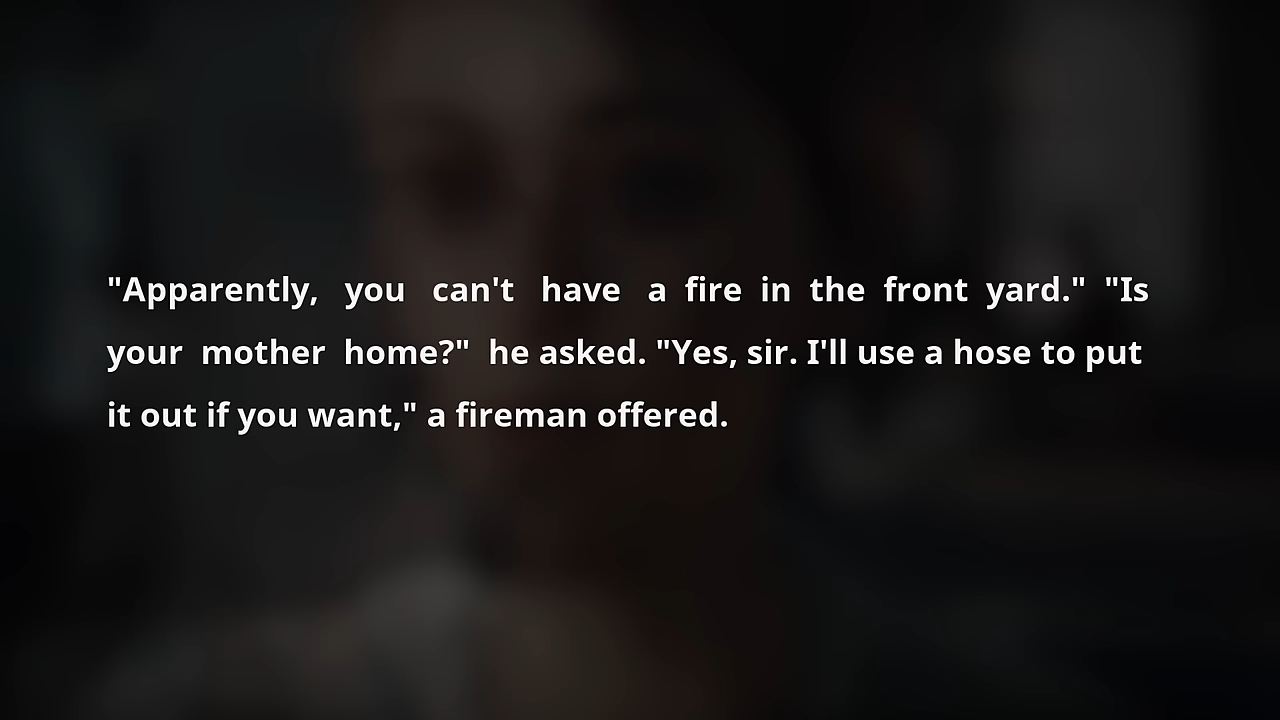 "Apparently, you can't have a fire in the front yard." "Is
your mother home?" he asked. "Yes, sir. I'll use a hose to put
it out if you want," a fireman offered.